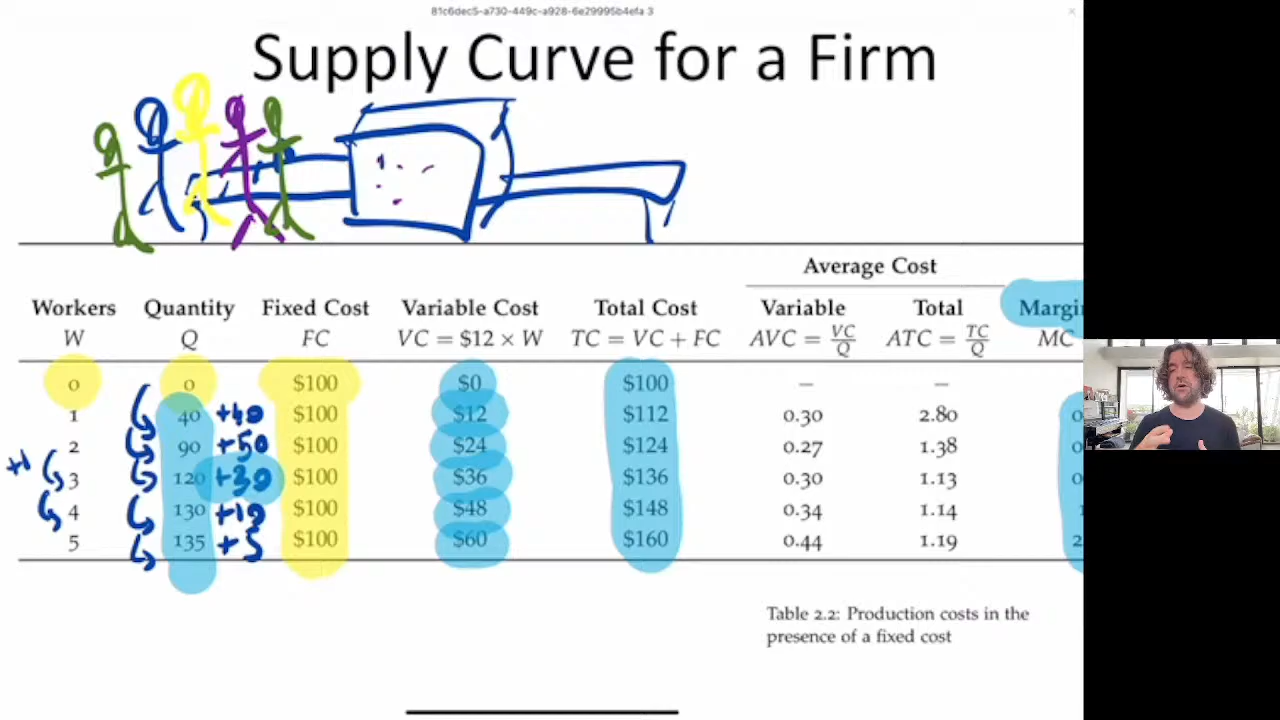 81c6dec5-a730-449c-a928-6e29995b4efa 3
Supply Curve for a Firm
Average Cost
Workers Quantity Fixed Cost Variable Cost Total Cost Variable Total
W Q FC VC = $12 × W TC = VC + FC AVC = VC/Q ATC = TC/Q MC
0 0 $100 $0 $100 – –
1 40 +40 $100 $12 $112 0.30 2.80
2 90 +50 $100 $24 $124 0.27 1.38
+1 3 120 +30 $100 $36 $136 0.30 1.13
4 130 +10 $100 $48 $148 0.34 1.14
5 135 +5 $100 $60 $160 0.44 1.19
Table 2.2: Production costs in the
presence of a fixed cost